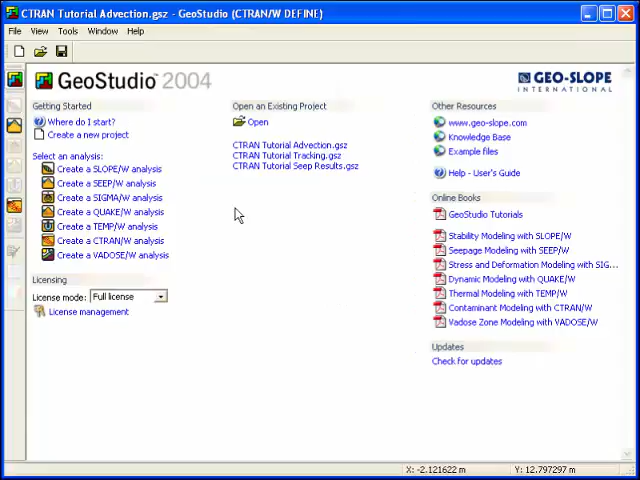 CTRAN Tutorial Advection.gsz - GeoStudio (CTRAN/W DEFINE)
File View Tools Window Help
GeoStudio™ 2004
GEO-SLOPE
INTERNATIONAL
Getting Started
Where do I start?
Create a new project
Select an analysis:
Create a SLOPE/W analysis
Create a SEEP/W analysis
Create a SIGMA/W analysis
Create a QUAKE/W analysis
Create a TEMP/W analysis
Create a CTRAN/W analysis
Create a VADOSE/W analysis
Licensing
License mode: Full license
License management
Open an Existing Project
Open
CTRAN Tutorial Advection.gsz
CTRAN Tutorial Tracking.gsz
CTRAN Tutorial Seep Results.gsz
Other Resources
www.geo-slope.com
Knowledge Base
Example files
Help - User's Guide
Online Books
GeoStudio Tutorials
Stability Modeling with SLOPE/W
Seepage Modeling with SEEP/W
Stress and Deformation Modeling with SIG...
Dynamic Modeling with QUAKE/W
Thermal Modeling with TEMP/W
Contaminant Modeling with CTRAN/W
Vadose Zone Modeling with VADOSE/W
Updates
Check for updates
X: -2.121622 m Y: 12.797297 m